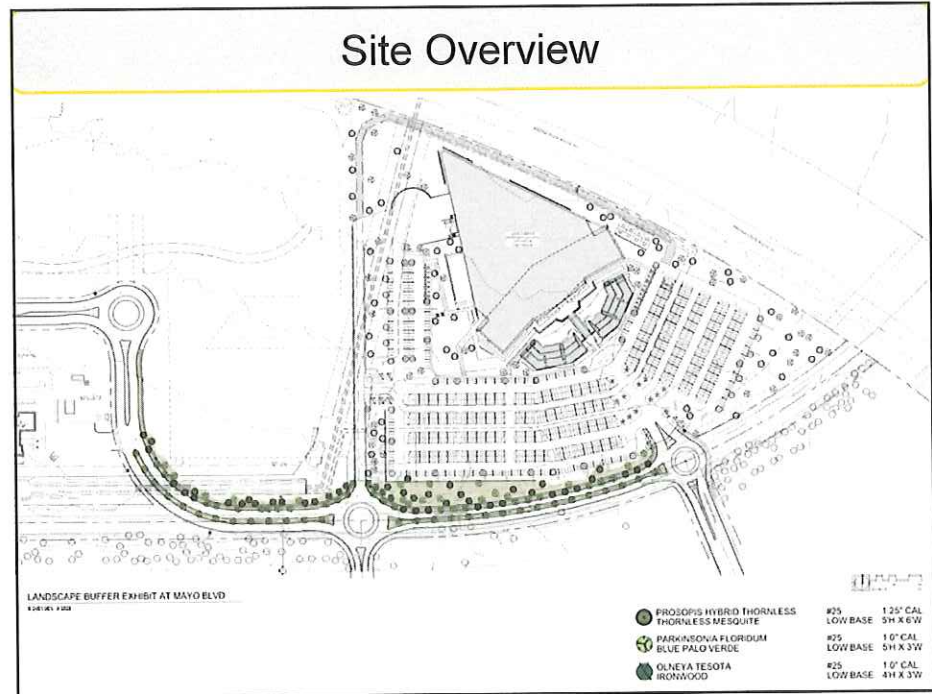 Site Overview
LANDSCAPE BUFFER EXHIBIT AT MAYO BLVD
PROSOPIS HYBRID THORNLESS #25 1.25" CAL
THORNLESS MESQUITE LOW BASE 5'H X 6'W
PARKINSONIA FLORIDUM #25 1.0" CAL
BLUE PALO VERDE LOW BASE 5'H X 3'W
OLNEYA TESOTA #25 1.0" CAL
IRONWOOD LOW BASE 4'H X 3'W